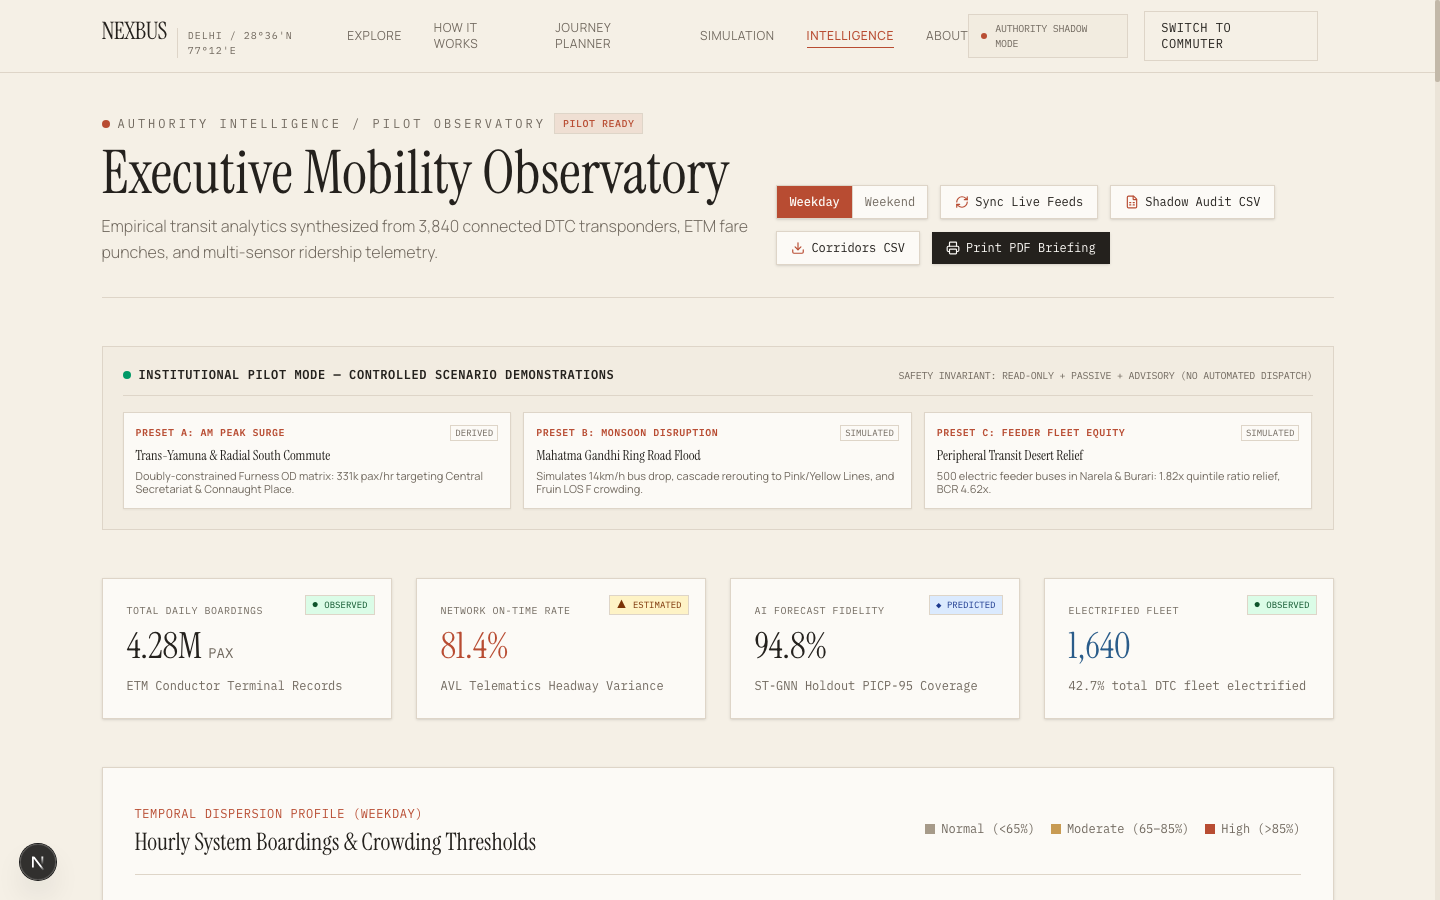 NEXBUS
DELHI / 28°36'N
77°12'E
EXPLORE
HOW IT
WORKS
JOURNEY
PLANNER
SIMULATION
INTELLIGENCE
ABOUT
AUTHORITY SHADOW
MODE
SWITCH TO
COMMUTER
AUTHORITY INTELLIGENCE / PILOT OBSERVATORY
PILOT READY
Executive Mobility Observatory
Empirical transit analytics synthesized from 3,840 connected DTC transponders, ETM fare
punches, and multi-sensor ridership telemetry.
Weekday
Weekend
Sync Live Feeds
Shadow Audit CSV
Corridors CSV
Print PDF Briefing
INSTITUTIONAL PILOT MODE — CONTROLLED SCENARIO DEMONSTRATIONS
SAFETY INVARIANT: READ-ONLY + PASSIVE + ADVISORY (NO AUTOMATED DISPATCH)
PRESET A: AM PEAK SURGE
DERIVED
Trans-Yamuna & Radial South Commute
Doubly-constrained Furness OD matrix: 331k pax/hr targeting Central
Secretariat & Connaught Place.
PRESET B: MONSOON DISRUPTION
SIMULATED
Mahatma Gandhi Ring Road Flood
Simulates 14km/h bus drop, cascade rerouting to Pink/Yellow Lines, and
Fruin LOS F crowding.
PRESET C: FEEDER FLEET EQUITY
SIMULATED
Peripheral Transit Desert Relief
500 electric feeder buses in Narela & Burari: 1.82x quintile ratio relief,
BCR 4.62x.
TOTAL DAILY BOARDINGS
● OBSERVED
4.28M PAX
ETM Conductor Terminal Records
NETWORK ON-TIME RATE
▲ ESTIMATED
81.4%
AVL Telematics Headway Variance
AI FORECAST FIDELITY
◆ PREDICTED
94.8%
ST-GNN Holdout PICP-95 Coverage
ELECTRIFIED FLEET
● OBSERVED
1,640
42.7% total DTC fleet electrified
TEMPORAL DISPERSION PROFILE (WEEKDAY)
Hourly System Boardings & Crowding Thresholds
Normal (<65%)
Moderate (65–85%)
High (>85%)
N